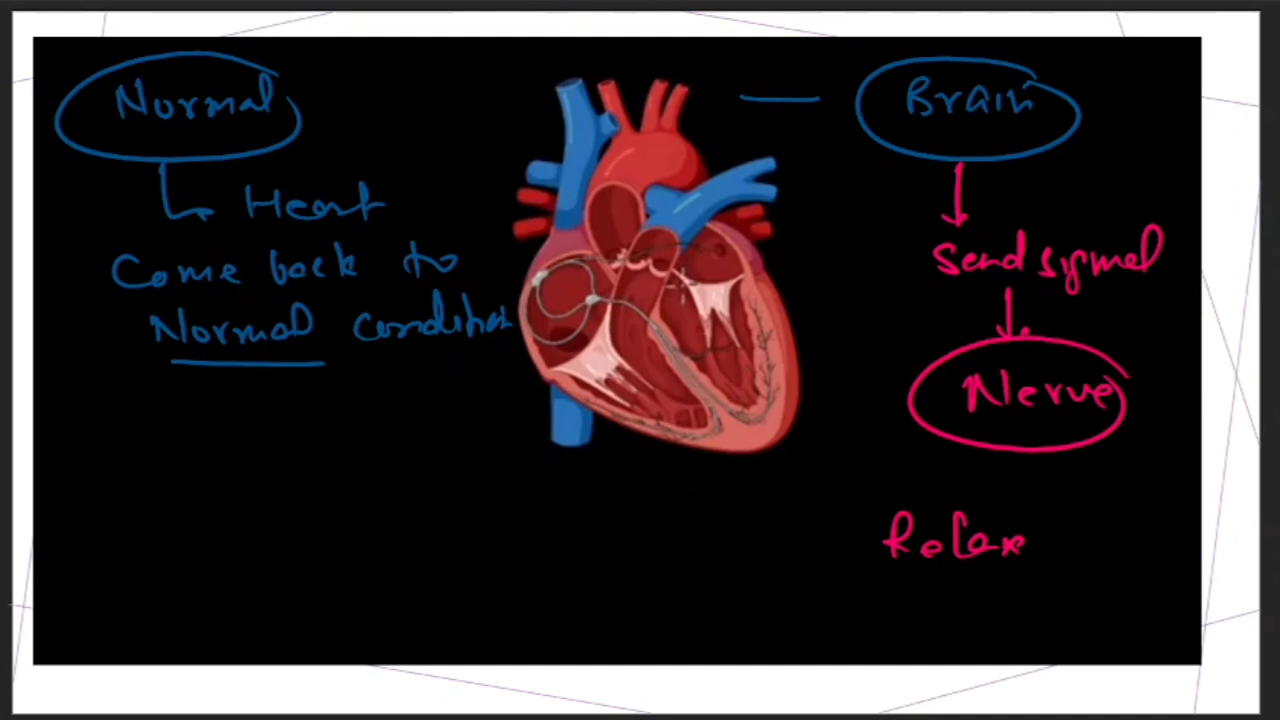 Normal
Heart
Come back to
Normal condition
Brain
Send signal
Nerve
Relax